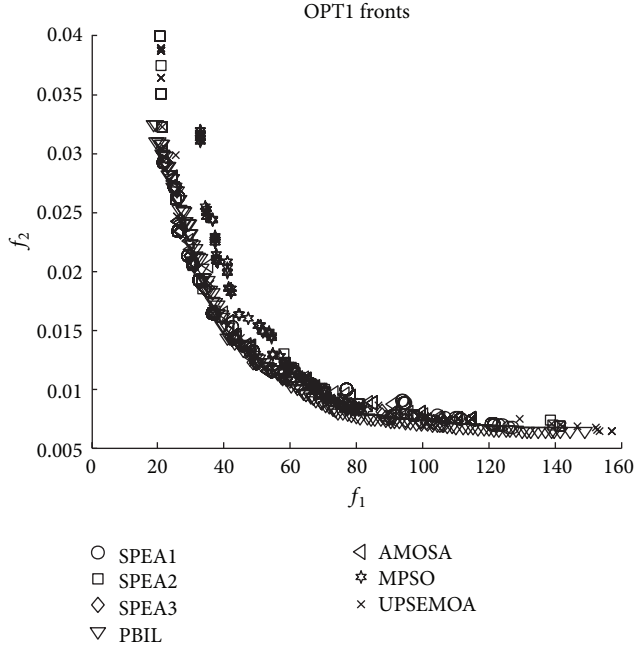 OPT1 fronts
0.04
0.035
0.03
0.025
0.02
0.015
0.01
0.005
f2
0 20 40 60 80 100 120 140 160
f1
SPEA1
SPEA2
SPEA3
PBIL
AMOSA
MPSO
UPSEMOA